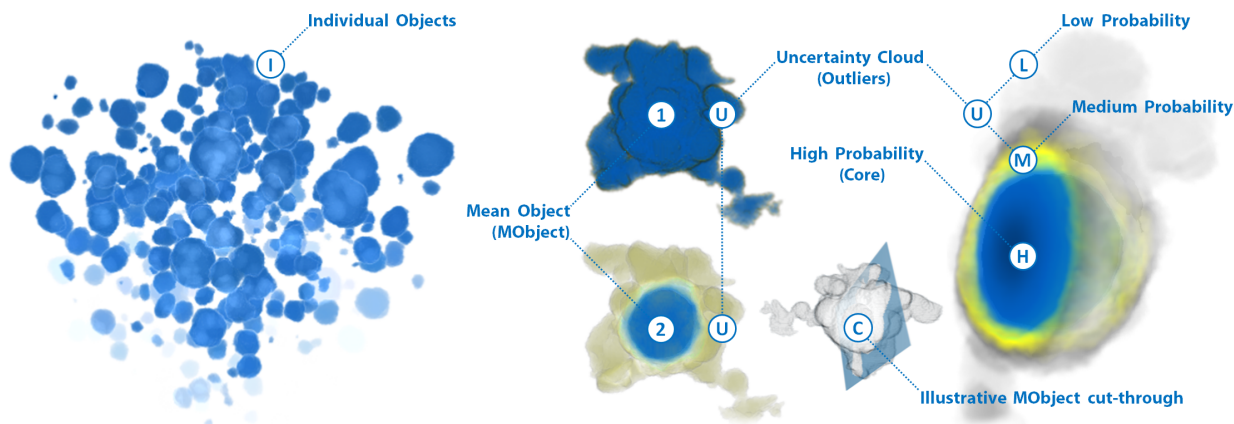 Individual Objects
I
Mean Object
(MObject)
1
U
2
U
Uncertainty Cloud
(Outliers)
High Probability
(Core)
Low Probability
L
U
Medium Probability
M
H
C
Illustrative MObject cut-through